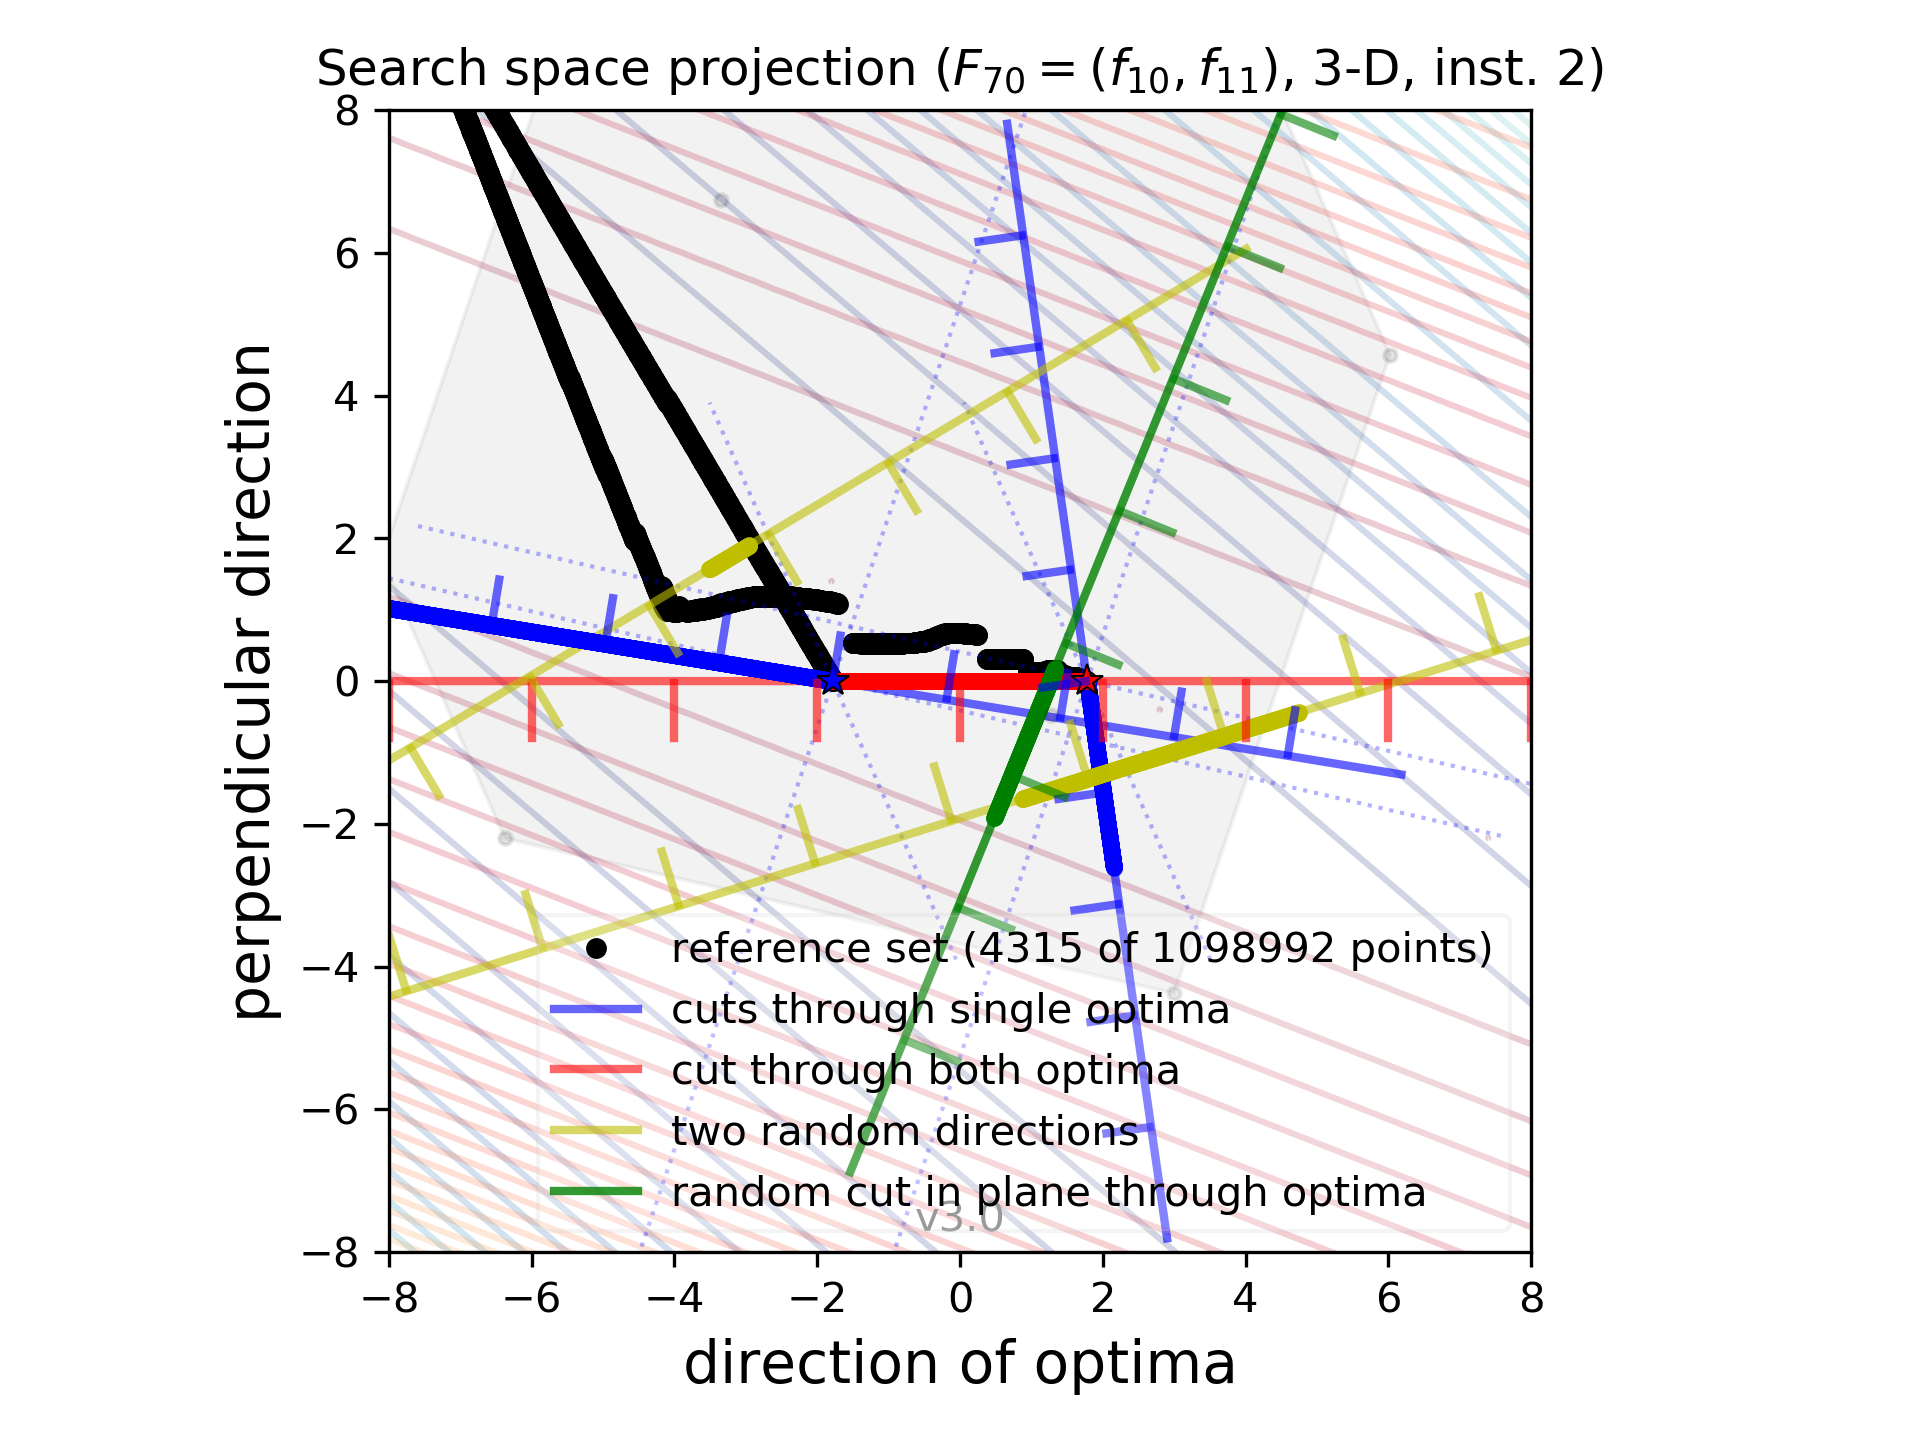 Search space projection (F₇₀ = (f₁₀, f₁₁), 3-D, inst. 2)
8
6
4
2
0
−2
−4
−6
−8
perpendicular direction
reference set (4315 of 1098992 points)
cuts through single optima
cut through both optima
two random directions
random cut in plane through optima
v3.0
−8 −6 −4 −2 0 2 4 6 8
direction of optima